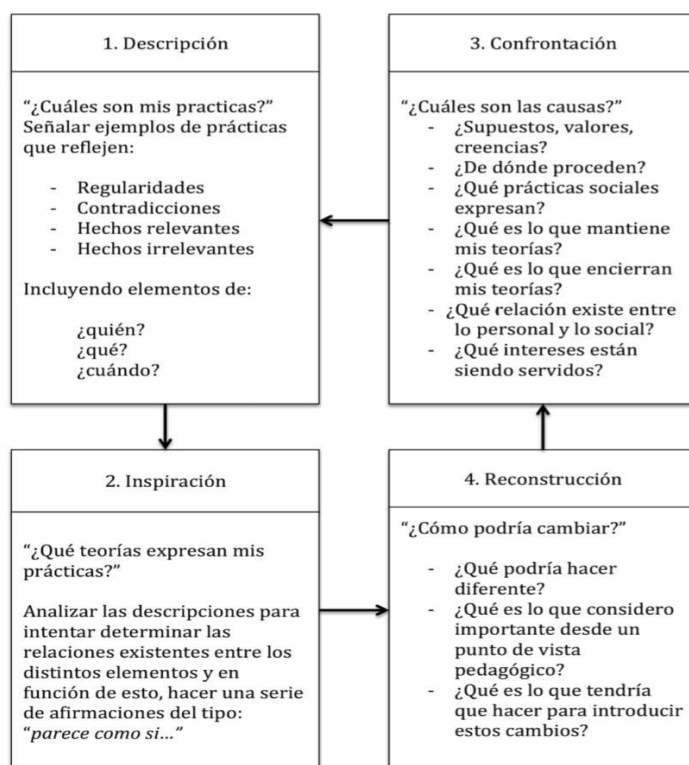 1. Descripción
“¿Cuáles son mis practicas?”
Señalar ejemplos de prácticas
que reflejen:
- Regularidades
- Contradicciones
- Hechos relevantes
- Hechos irrelevantes
Incluyendo elementos de:
¿quién?
¿qué?
¿cuándo?
2. Inspiración
“¿Qué teorías expresan mis
prácticas?”
Analizar las descripciones para
intentar determinar las
relaciones existentes entre los
distintos elementos y en
función de esto, hacer una serie
de afirmaciones del tipo:
“parece como si...”
3. Confrontación
“¿Cuáles son las causas?”
- ¿Supuestos, valores,
creencias?
- ¿De dónde proceden?
- ¿Qué prácticas sociales
expresan?
- ¿Qué es lo que mantiene
mis teorías?
- ¿Qué es lo que encierran
mis teorías?
- ¿Qué relación existe entre
lo personal y lo social?
- ¿Qué intereses están
siendo servidos?
4. Reconstrucción
“¿Cómo podría cambiar?”
- ¿Qué podría hacer
diferente?
- ¿Qué es lo que considero
importante desde un
punto de vista
pedagógico?
- ¿Qué es lo que tendría
que hacer para introducir
estos cambios?